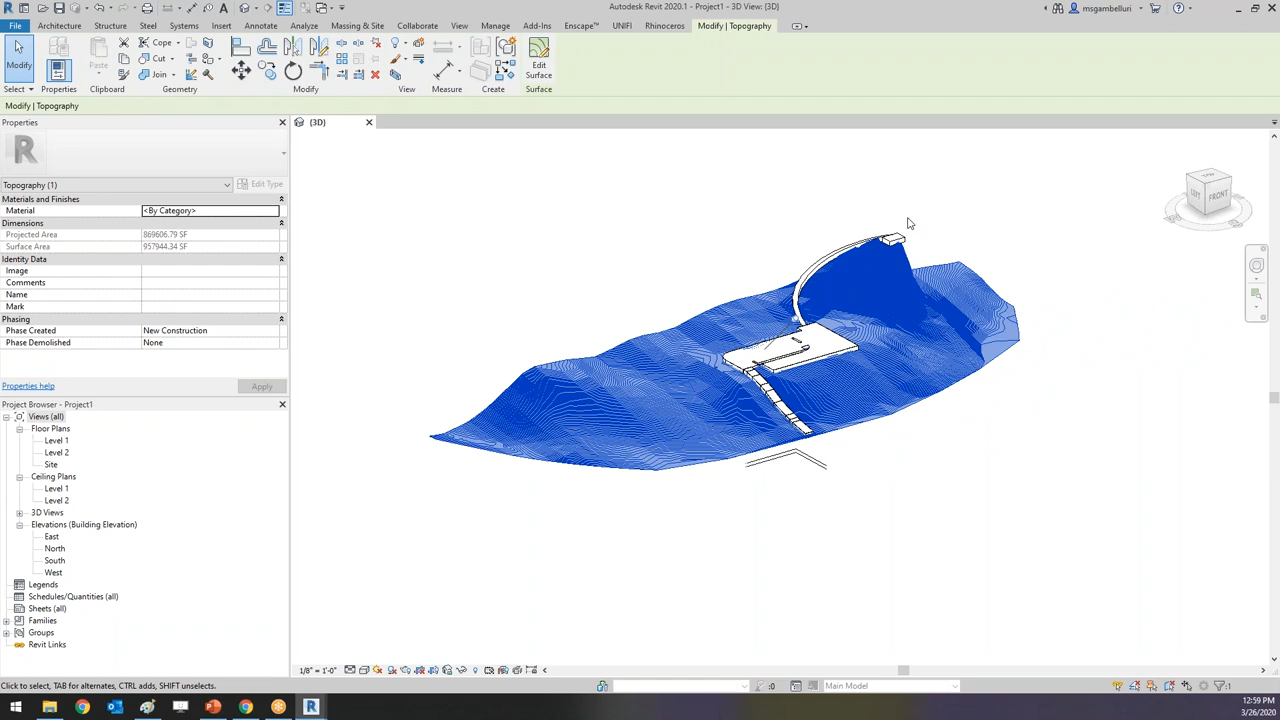 Autodesk Revit 2020.1 - Project1 - 3D View: {3D}
msgambelluri
File Architecture Structure Steel Systems Insert Annotate Analyze Massing & Site Collaborate View Manage Add-Ins Enscape™ UNIFI Rhinoceros Modify | Topography
Modify
Paste
Cope
Cut
Join
Edit
Surface
Select Properties Clipboard Geometry Modify View Measure Create Surface
Modify | Topography
Properties
{3D}
R
Topography (1)
Edit Type
Materials and Finishes
Material <By Category>
Dimensions
Projected Area 869606.79 SF
Surface Area 957944.34 SF
Identity Data
Image
Comments
Name
Mark
Phasing
Phase Created New Construction
Phase Demolished None
Properties help
Apply
Project Browser - Project1
Views (all)
Floor Plans
Level 1
Level 2
Site
Ceiling Plans
Level 1
Level 2
3D Views
Elevations (Building Elevation)
East
North
South
West
Legends
Schedules/Quantities (all)
Sheets (all)
Families
Groups
Revit Links
LEFT FRONT
1/8" = 1'-0"
Click to select, TAB for alternates, CTRL adds, SHIFT unselects.
:0
Main Model
:1
12:59 PM
3/26/2020